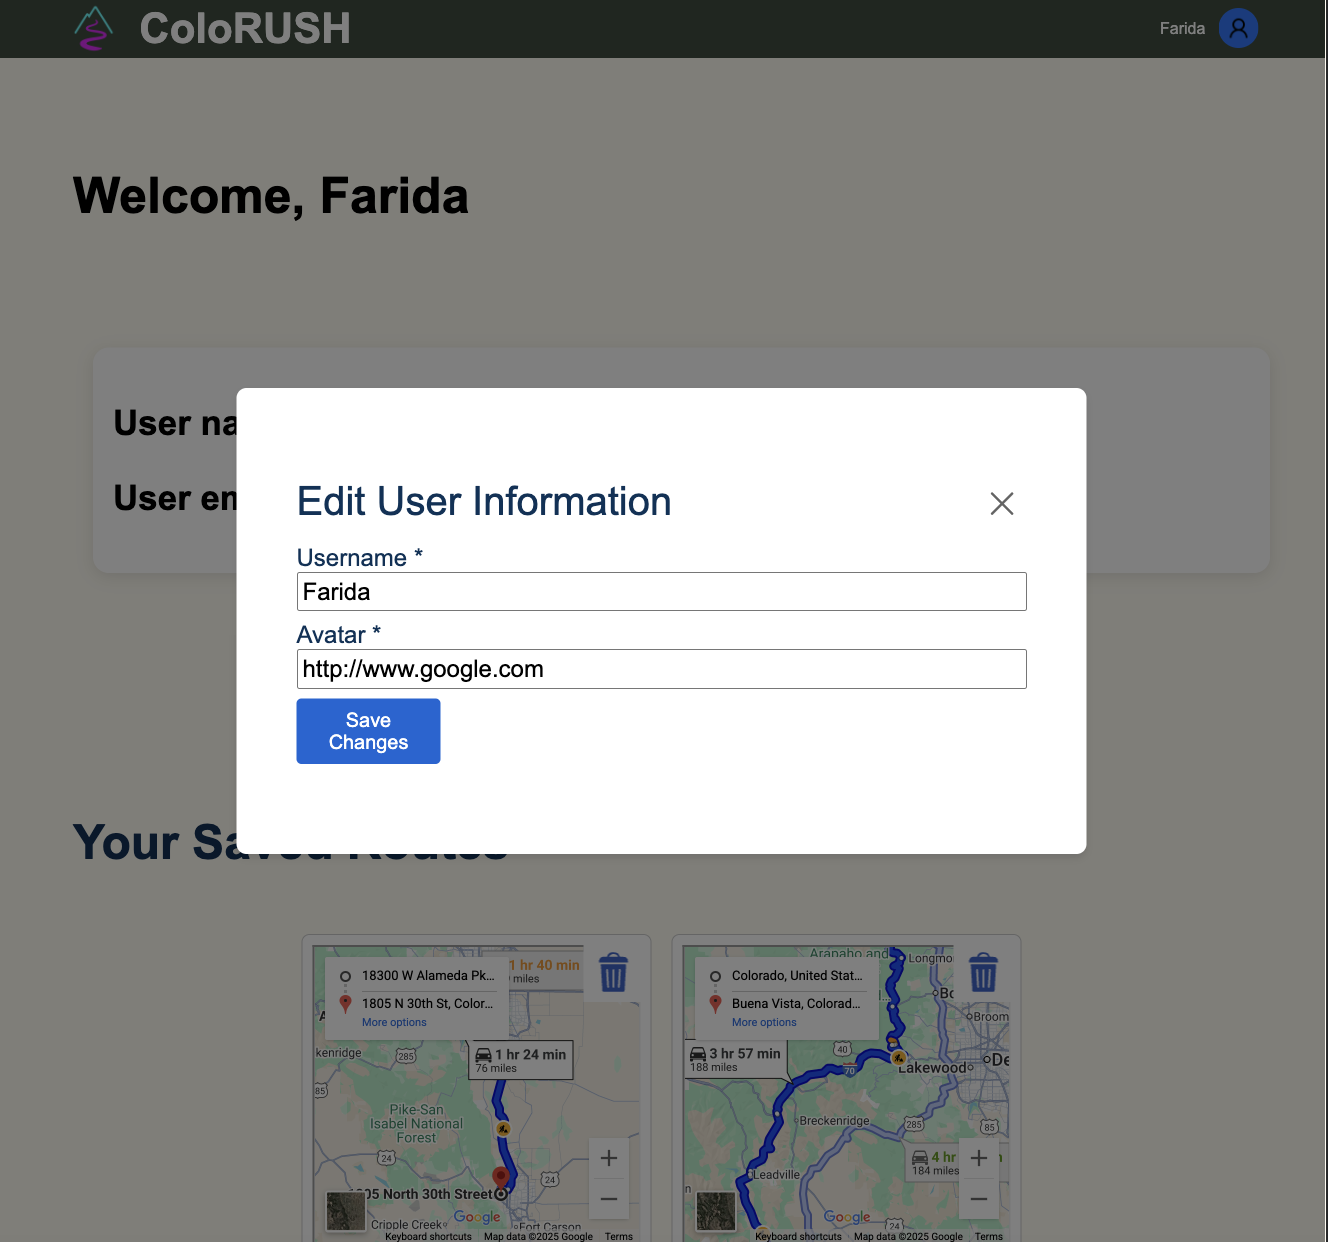 ColoRUSH
Farida
Welcome, Farida
User na
User en
Edit User Information
Username *
Farida
Avatar *
http://www.google.com
Save
Changes
Your Saved Routes
18300 W Alameda Pk...
1805 N 30th St, Color...
More options
1 hr 40 min
miles
1 hr 24 min
76 miles
kenridge
285
85
Pike-San
Isabel National
Forest
24
24
1805 North 30th Street
Cripple Creek
Google
Fort Carson
Keyboard shortcuts
Map data ©2025 Google
Terms
Arapaho and
Longmo
Colorado, United Stat...
Buena Vista, Colorad...
More options
Bo
Broom
3 hr 57 min
188 miles
40
70
Lakewood
De
Breckenridge
285
85
4 hr
184 miles
Leadville
n
Google
24
Keyboard shortcuts
Map data ©2025 Google
Terms